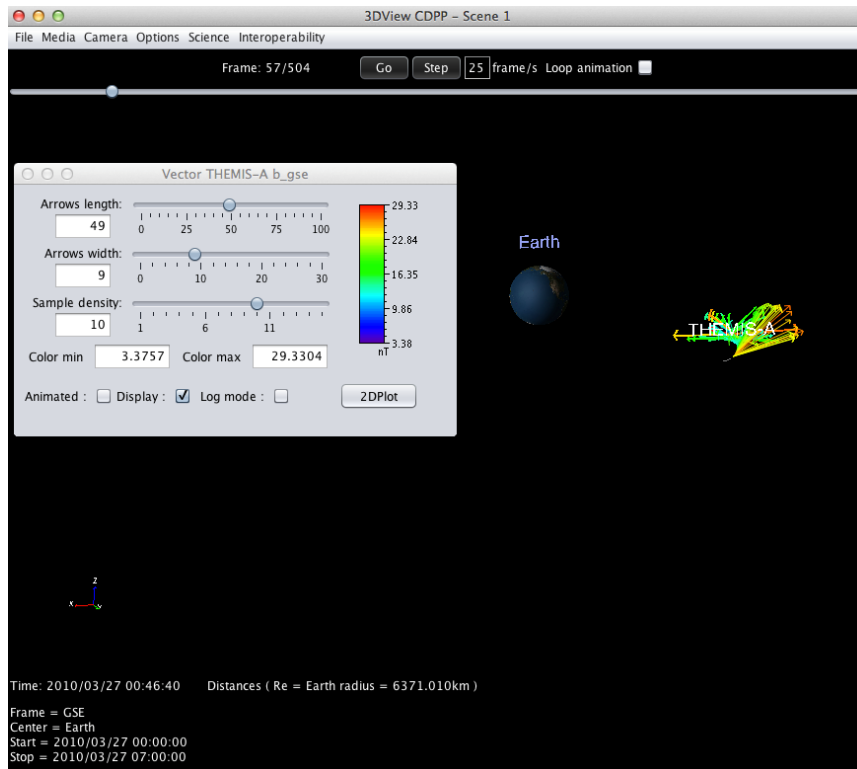 3DView CDPP – Scene 1
File Media Camera Options Science Interoperability
Frame: 57/504 Go Step 25 frame/s Loop animation
Vector THEMIS-A b_gse
Arrows length:
49
0 25 50 75 100
Arrows width:
9
0 10 20 30
Sample density:
10
1 6 11
29.33
22.84
16.35
9.86
3.38
nT
Color min 3.3757 Color max 29.3304
Animated : Display : Log mode : 2DPlot
Earth
THEMIS-A
z
x
y
Time: 2010/03/27 00:46:40 Distances ( Re = Earth radius = 6371.010km )
Frame = GSE
Center = Earth
Start = 2010/03/27 00:00:00
Stop = 2010/03/27 07:00:00